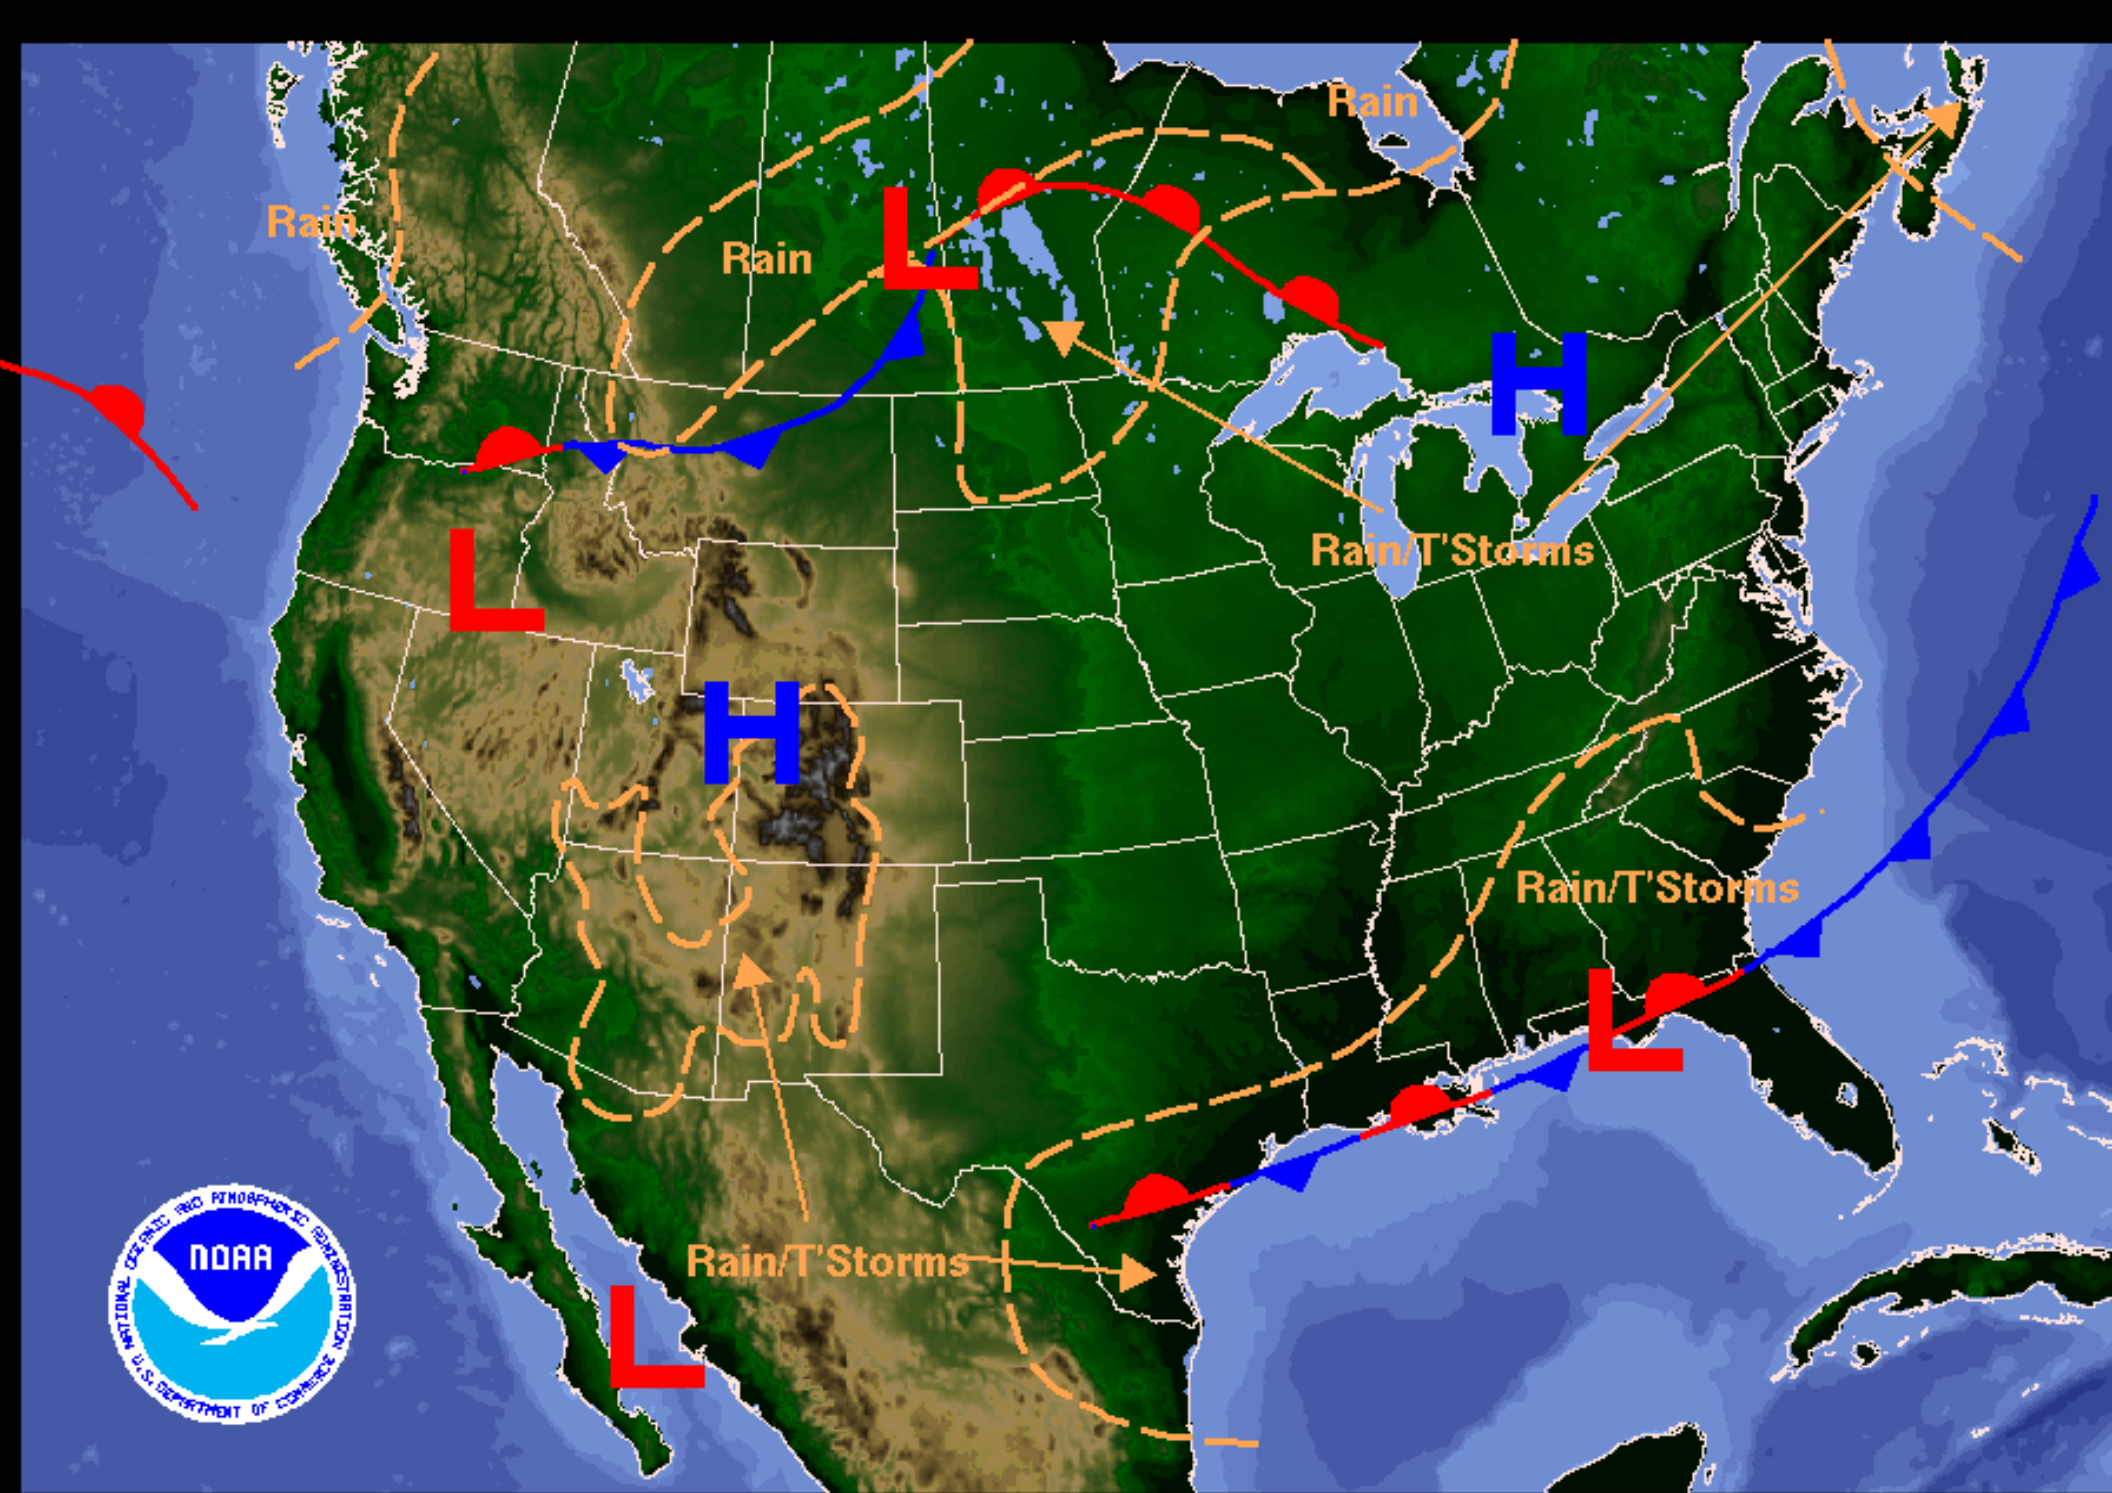 Rain
Rain
Rain
L
H
Rain/T'Storms
L
H
Rain/T'Storms
L
Rain/T'Storms
L
NATIONAL OCEANIC AND ATMOSPHERIC ADMINISTRATION
NOAA
U.S. DEPARTMENT OF COMMERCE